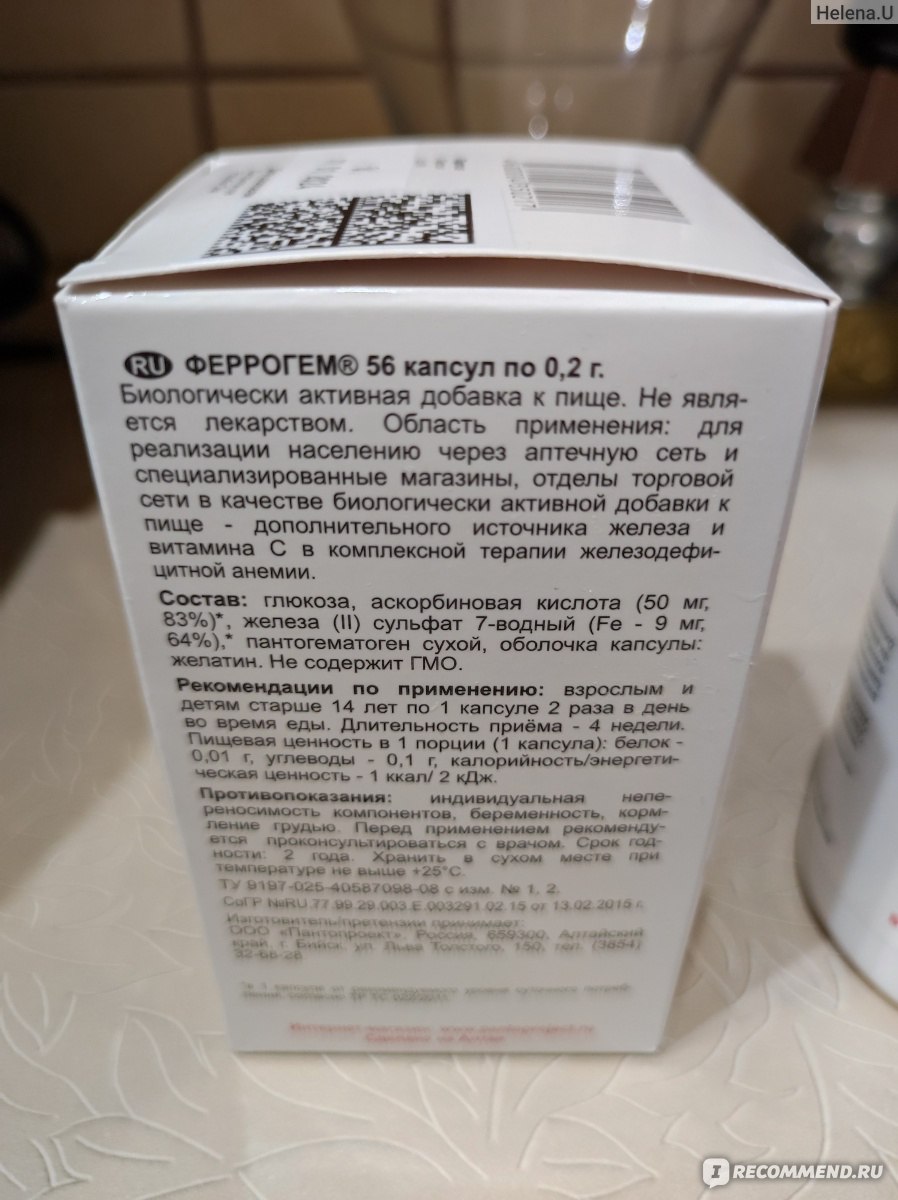 Helena.U
RU ФЕРРОГЕМ® 56 капсул по 0,2 г.
Биологически активная добавка к пище. Не явля-
ется лекарством. Область применения: для
реализации населению через аптечную сеть и
специализированные магазины, отделы торговой
сети в качестве биологически активной добавки к
пище - дополнительного источника железа и
витамина С в комплексной терапии железодефи-
цитной анемии.
Состав: глюкоза, аскорбиновая кислота (50 мг,
83%)*, железа (II) сульфат 7-водный (Fe - 9 мг,
64%),* пантогематоген сухой, оболочка капсулы:
желатин. Не содержит ГМО.
Рекомендации по применению: взрослым и
детям старше 14 лет по 1 капсуле 2 раза в день
во время еды. Длительность приёма - 4 недели.
Пищевая ценность в 1 порции (1 капсула): белок -
0,01 г, углеводы - 0,1 г, калорийность/энергети-
ческая ценность - 1 ккал/ 2 кДж.
Противопоказания: индивидуальная непе-
реносимость компонентов, беременность, корм-
ление грудью. Перед применением рекоменду-
ется проконсультироваться с врачом. Срок год-
ности: 2 года. Хранить в сухом месте при
температуре не выше +25°С.
ТУ 9197-025-40587098-08 с изм. № 1, 2.
СоГР №RU.77.99.29.003.Е.003291.02.15 от 13.02.2015 г.
Изготовитель/претензии принимает:
ООО «Пантопроект», Россия, 659300, Алтайский
край, г. Бийск, ул. Льва Толстого, 150, тел. (3854)
I RECOMMEND.RU